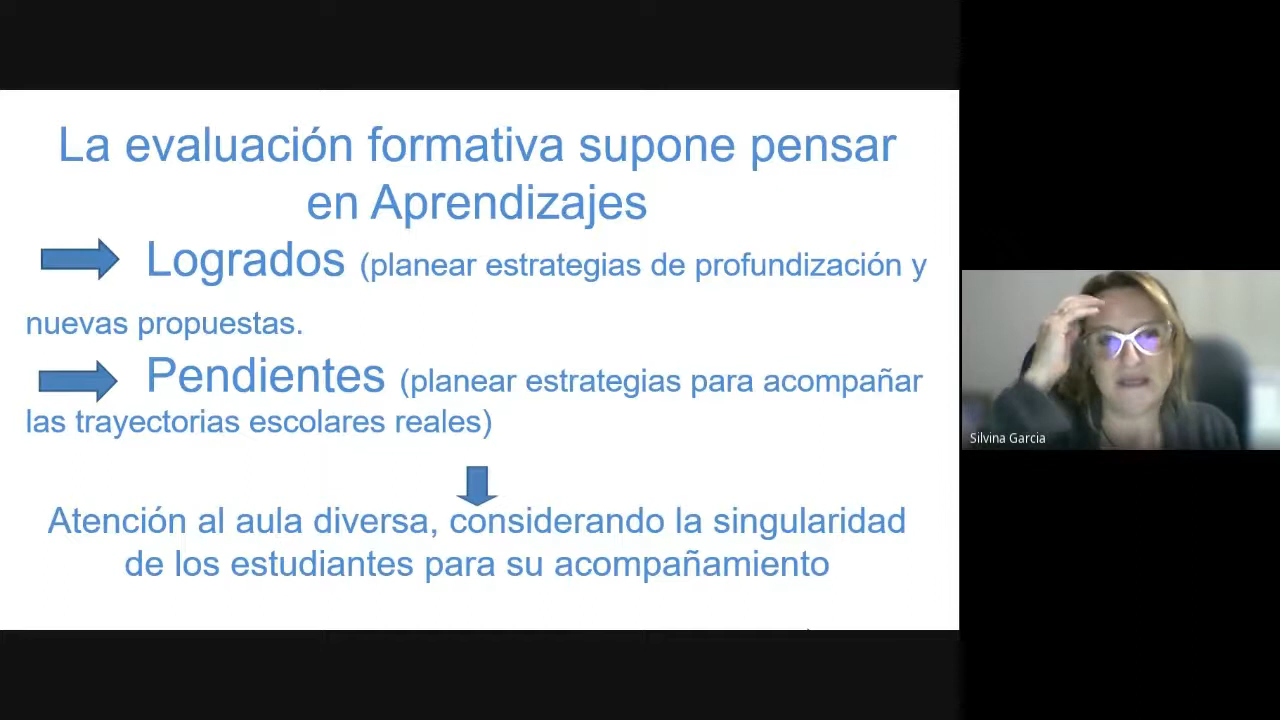 La evaluación formativa supone pensar
en Aprendizajes
Logrados (planear estrategias de profundización y
nuevas propuestas.
Pendientes (planear estrategias para acompañar
las trayectorias escolares reales)
Atención al aula diversa, considerando la singularidad
de los estudiantes para su acompañamiento
Silvina Garcia